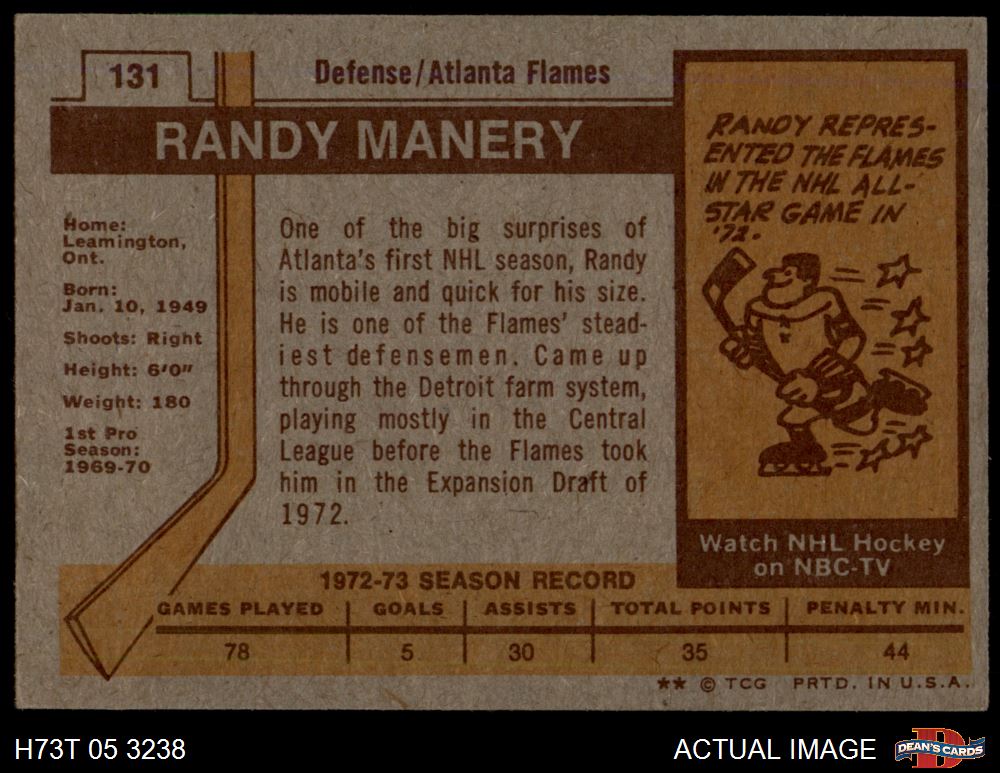 131
Defense/Atlanta Flames
RANDY MANERY
Home:
Leamington,
Ont.
Born:
Jan. 10, 1949
Shoots: Right
Height: 6'0"
Weight: 180
1st Pro
Season:
1969-70
One of the big surprises of
Atlanta's first NHL season, Randy
is mobile and quick for his size.
He is one of the Flames' stead-
iest defensemen. Came up
through the Detroit farm system,
playing mostly in the Central
League before the Flames took
him in the Expansion Draft of
1972.
RANDY REPRES-
ENTED THE FLAMES
IN THE NHL ALL-
STAR GAME IN
'72.
Watch NHL Hockey
on NBC-TV
1972-73 SEASON RECORD
GAMES PLAYED GOALS ASSISTS TOTAL POINTS PENALTY MIN.
78 5 30 35 44
** © TCG PRTD. IN U.S.A.
H73T 05 3238 ACTUAL IMAGE
D
DEAN'S CARDS